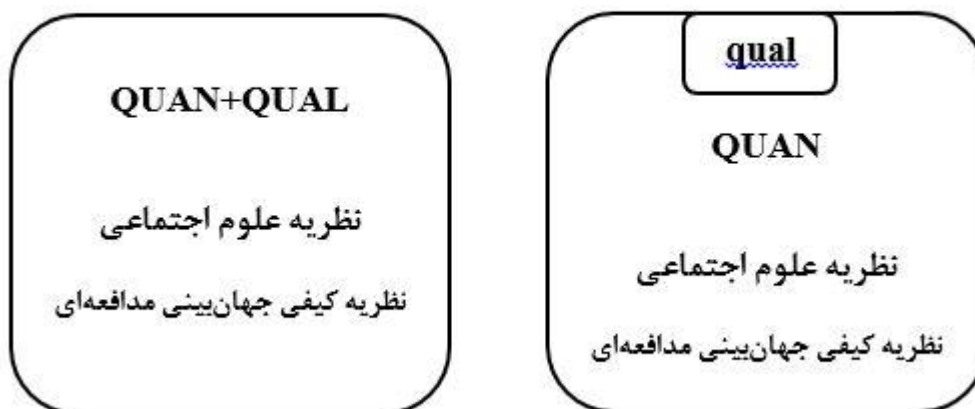 QUAN+QUAL
نظریه علوم اجتماعی
نظریه کیفی جهان‌بینی مدافعه‌ای
qual
QUAN
نظریه علوم اجتماعی
نظریه کیفی جهان‌بینی مدافعه‌ای